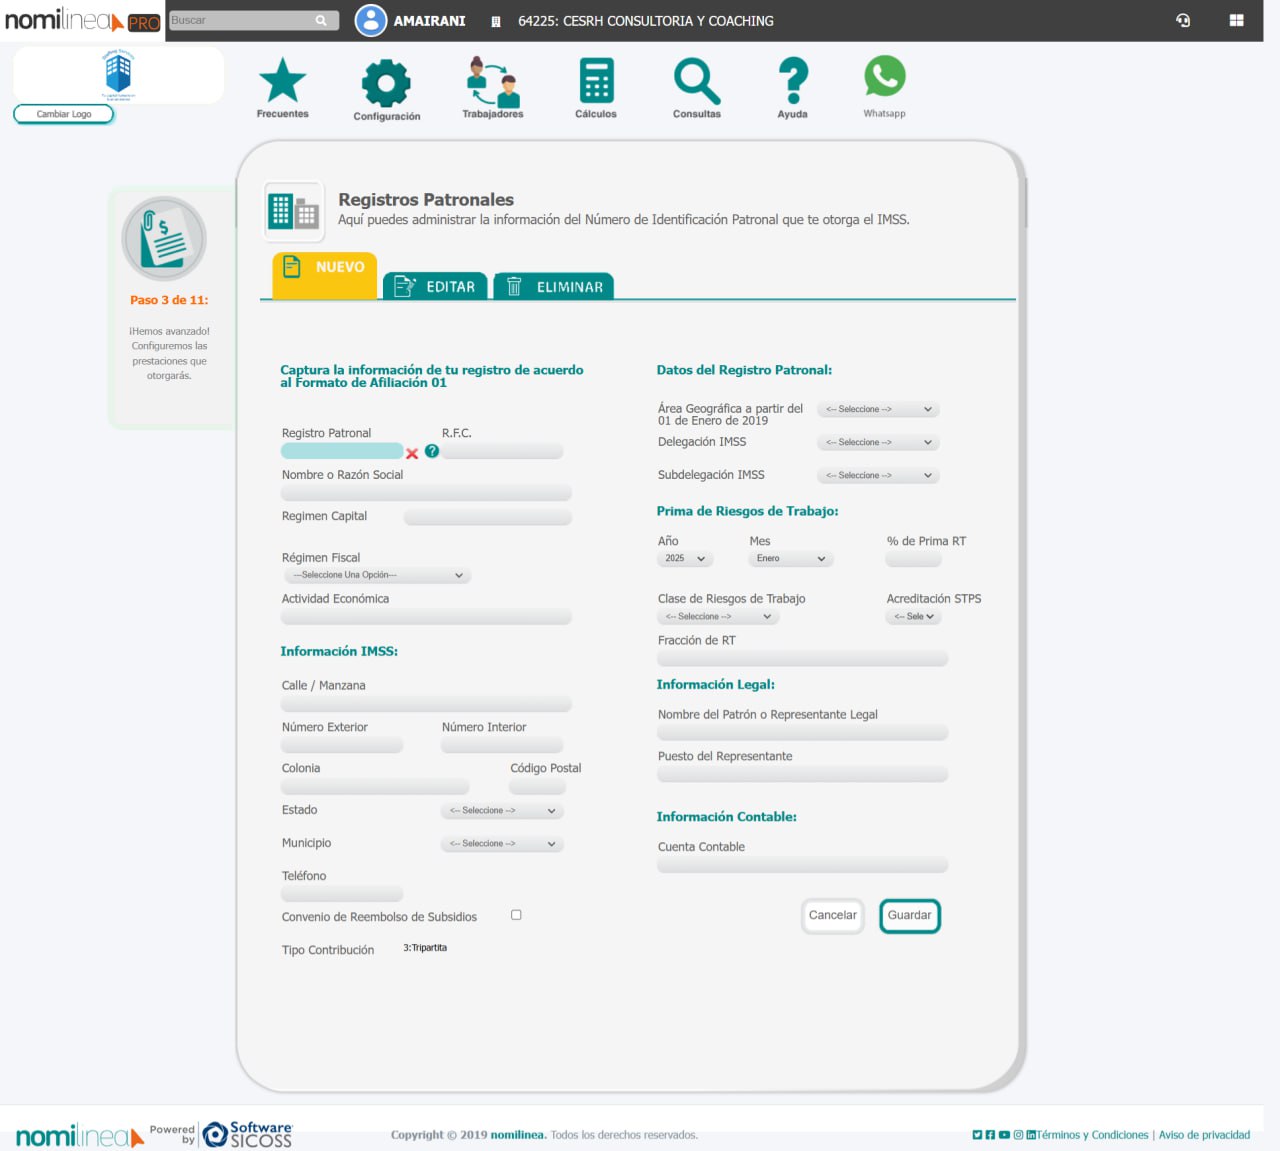 nomilinea PRO
Buscar
AMAIRANI
64225: CESRH CONSULTORIA Y COACHING
Cambiar Logo
Frecuentes
Configuración
Trabajadores
Cálculos
Consultas
Ayuda
Whatsapp
Paso 3 de 11:
¡Hemos avanzado!
Configuremos las
prestaciones que
otorgarás.
Registros Patronales
Aquí puedes administrar la información del Número de Identificación Patronal que te otorga el IMSS.
NUEVO
EDITAR
ELIMINAR
Captura la información de tu registro de acuerdo
al Formato de Afiliación 01
Registro Patronal
R.F.C.
?
Nombre o Razón Social
Regimen Capital
Régimen Fiscal
---Seleccione Una Opción---
Actividad Económica
Información IMSS:
Calle / Manzana
Número Exterior
Número Interior
Colonia
Código Postal
Estado
<-- Seleccione -->
Municipio
<-- Seleccione -->
Teléfono
Convenio de Reembolso de Subsidios
Tipo Contribución
3:Tripartita
Datos del Registro Patronal:
Área Geográfica a partir del
01 de Enero de 2019
<-- Seleccione -->
Delegación IMSS
<-- Seleccione -->
Subdelegación IMSS
<-- Seleccione -->
Prima de Riesgos de Trabajo:
Año
Mes
% de Prima RT
2025
Enero
Clase de Riesgos de Trabajo
Acreditación STPS
<-- Seleccione -->
<-- Sele
Fracción de RT
Información Legal:
Nombre del Patrón o Representante Legal
Puesto del Representante
Información Contable:
Cuenta Contable
Cancelar
Guardar
nomilinea
Powered
by
Software
SICOSS
Copyright © 2019 nomilinea. Todos los derechos reservados.
Términos y Condiciones | Aviso de privacidad